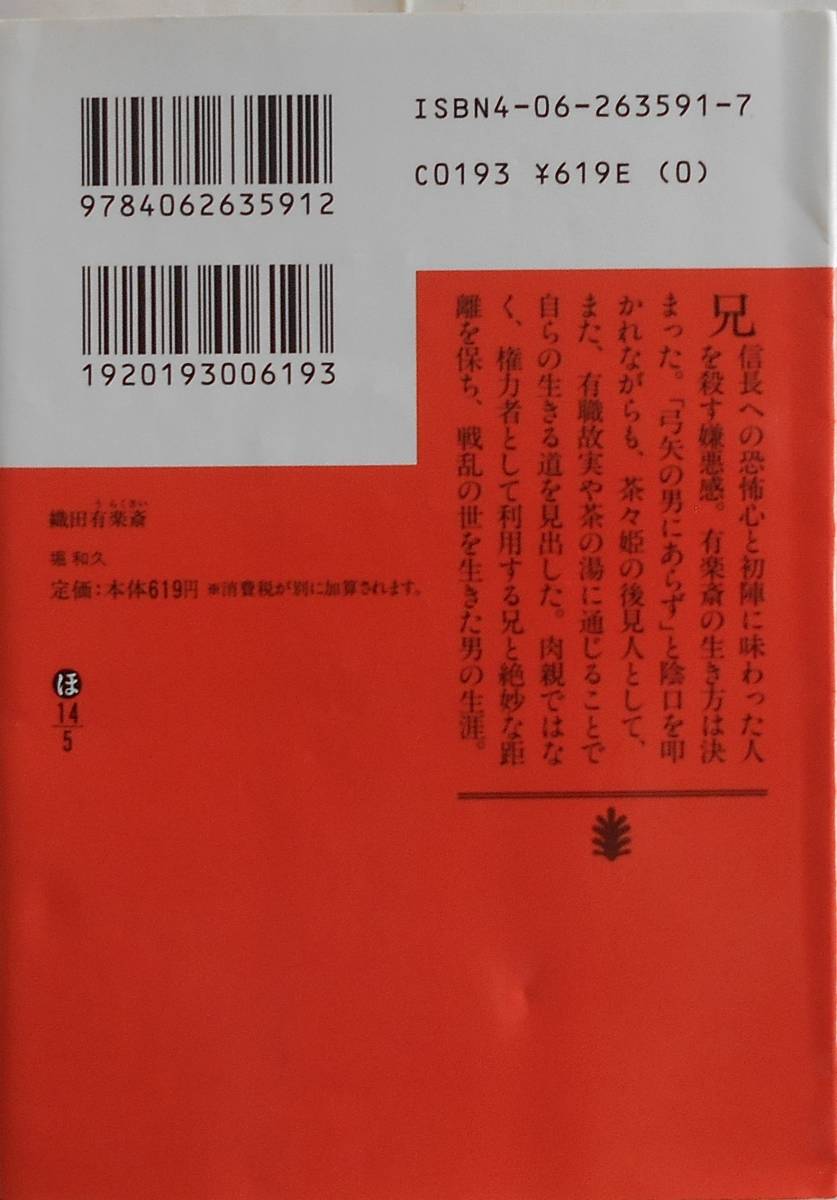 ISBN4-06-263591-7
C0193 ¥619E (0)
9784062635912
1920193006193
兄信長への恐怖心と初陣に味わった人
を殺す嫌悪感。有楽斎の生き方は決
まった。「弓矢の男にあらず」と陰口を叩
かれながらも、茶々姫の後見人として、
また、有職故実や茶の湯に通じることで
自らの生きる道を見出した。肉親ではな
く、権力者として利用する兄と絶妙な距
離を保ち、戦乱の世を生きた男の生涯。
うらくさい
織田有楽斎
堀 和久
定価：本体619円 ※消費税が別に加算されます。
ほ
14
5